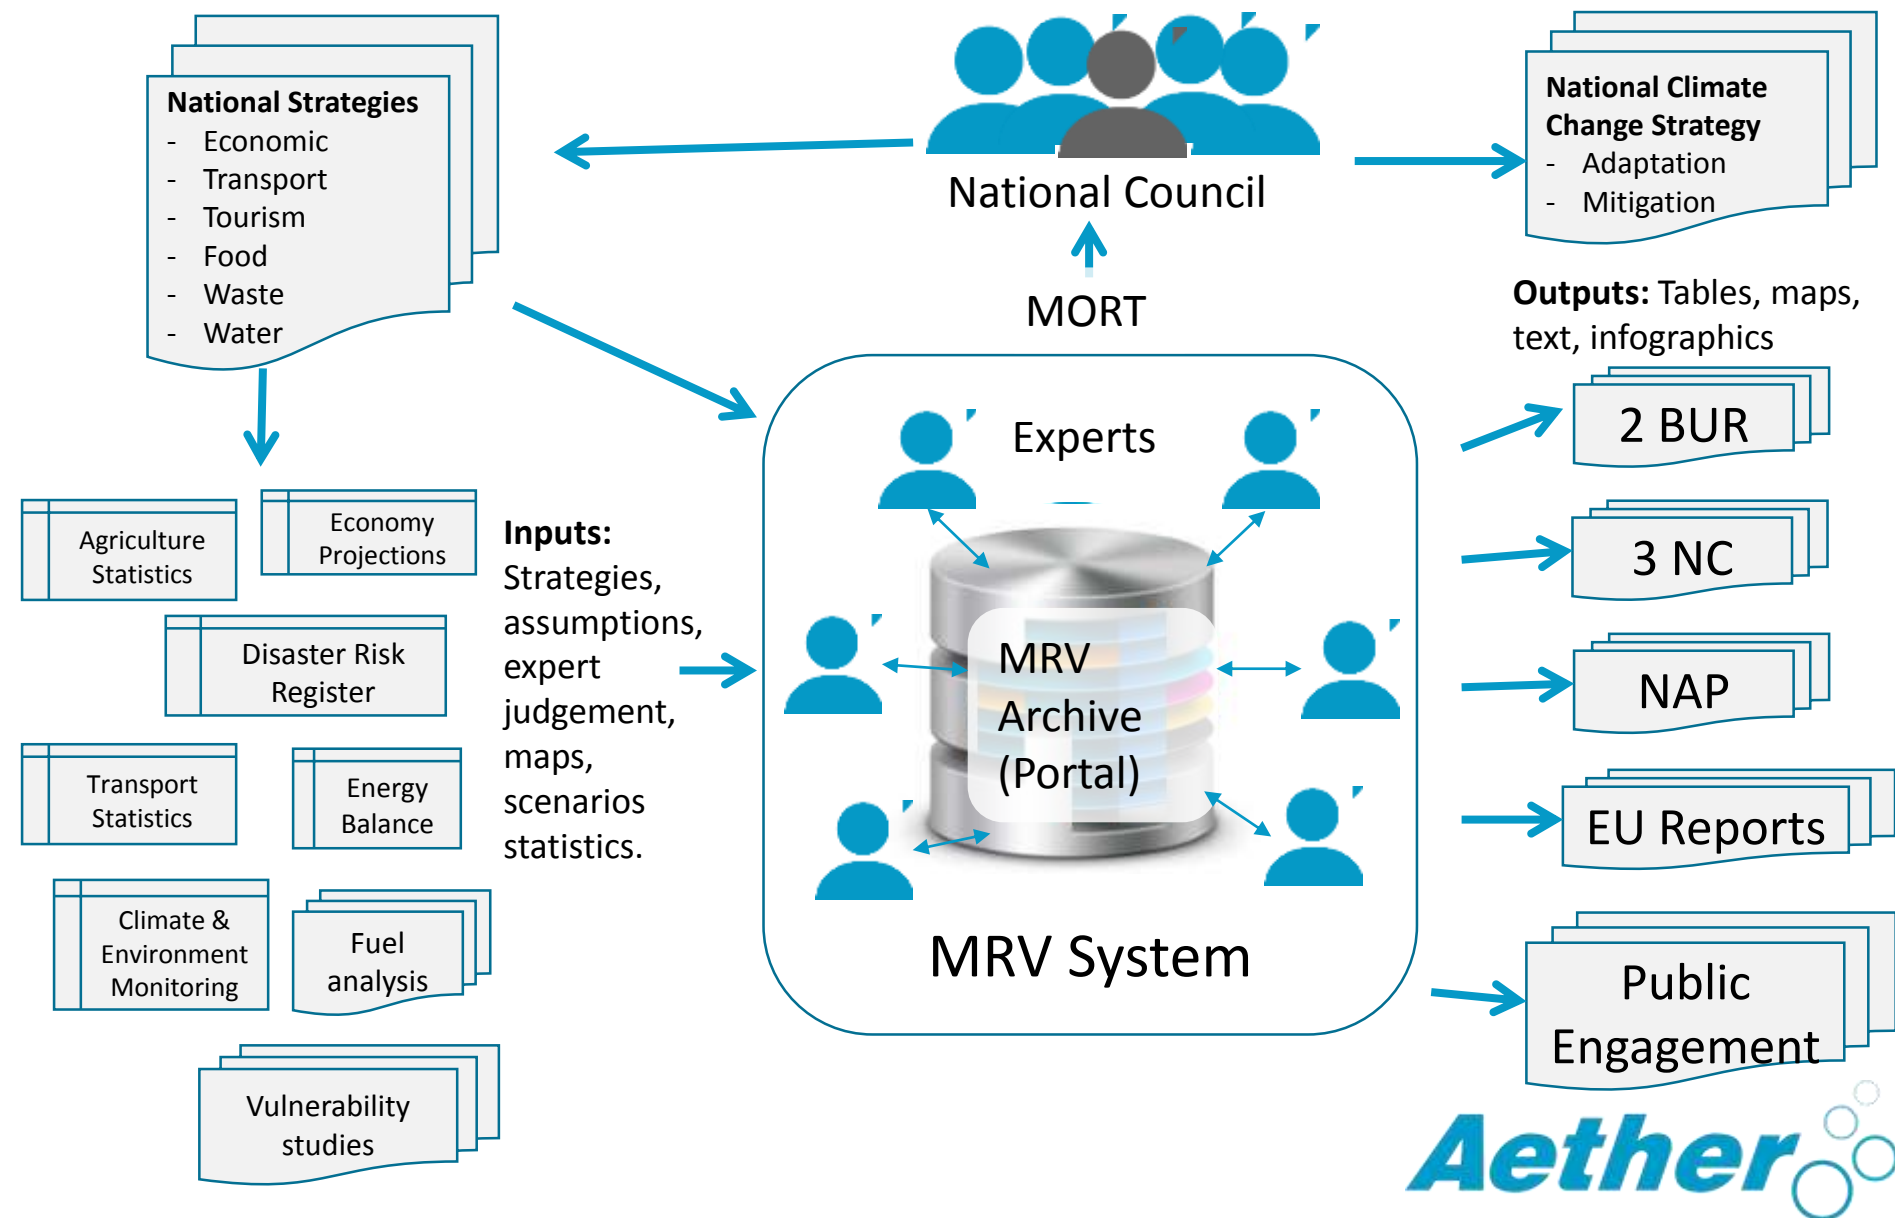 National Strategies
- Economic
- Transport
- Tourism
- Food
- Waste
- Water
National Council
MORT
National Climate
Change Strategy
- Adaptation
- Mitigation
Outputs: Tables, maps,
text, infographics
Agriculture
Statistics
Economy
Projections
Disaster Risk
Register
Transport
Statistics
Energy
Balance
Climate &
Environment
Monitoring
Fuel
analysis
Vulnerability
studies
Inputs:
Strategies,
assumptions,
expert
judgement,
maps,
scenarios
statistics.
Experts
MRV
Archive
(Portal)
MRV System
2 BUR
3 NC
NAP
EU Reports
Public
Engagement
Aether